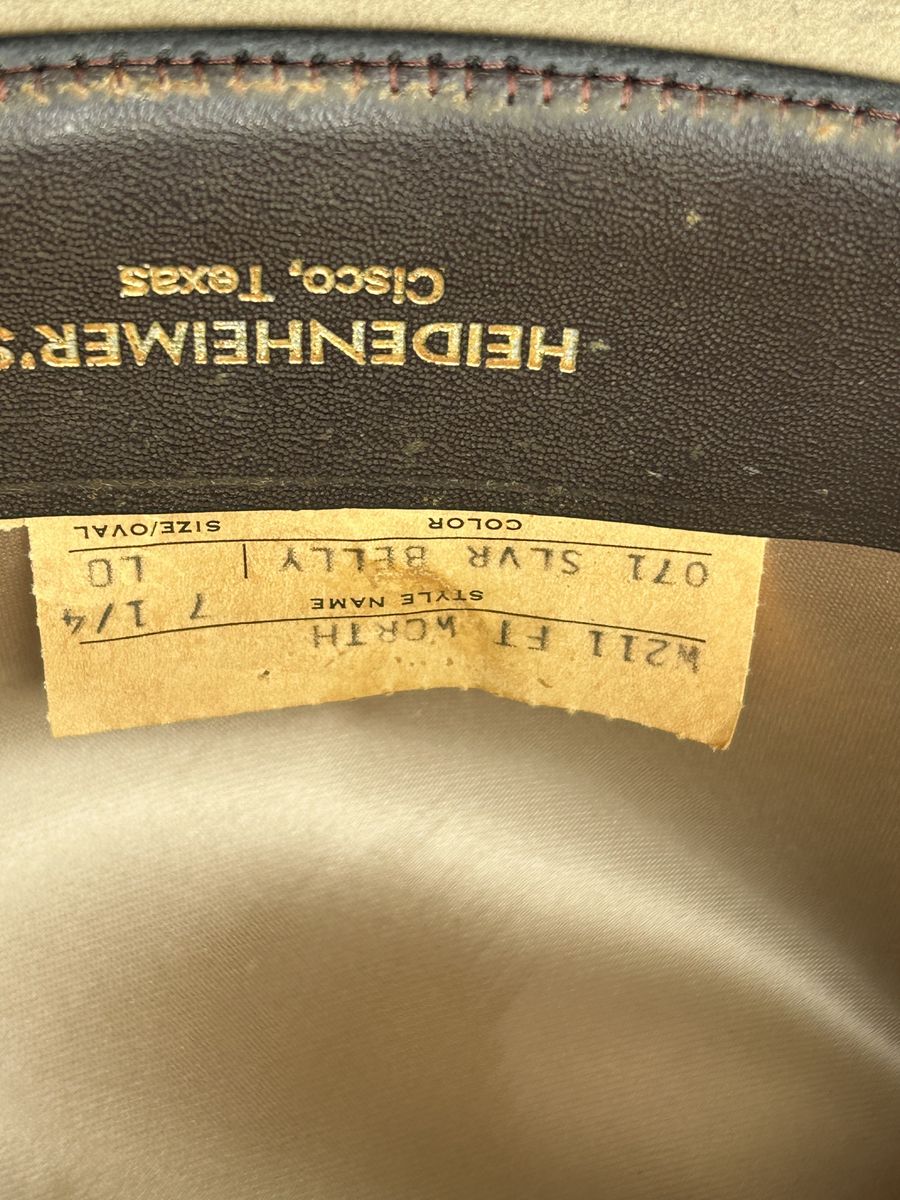 HEIDENHEIMER'S
Cisco, Texas
W211 FT WORTH 7 1/4
STYLE NAME
071 SLVR BELLY LO
COLOR SIZE/OVAL